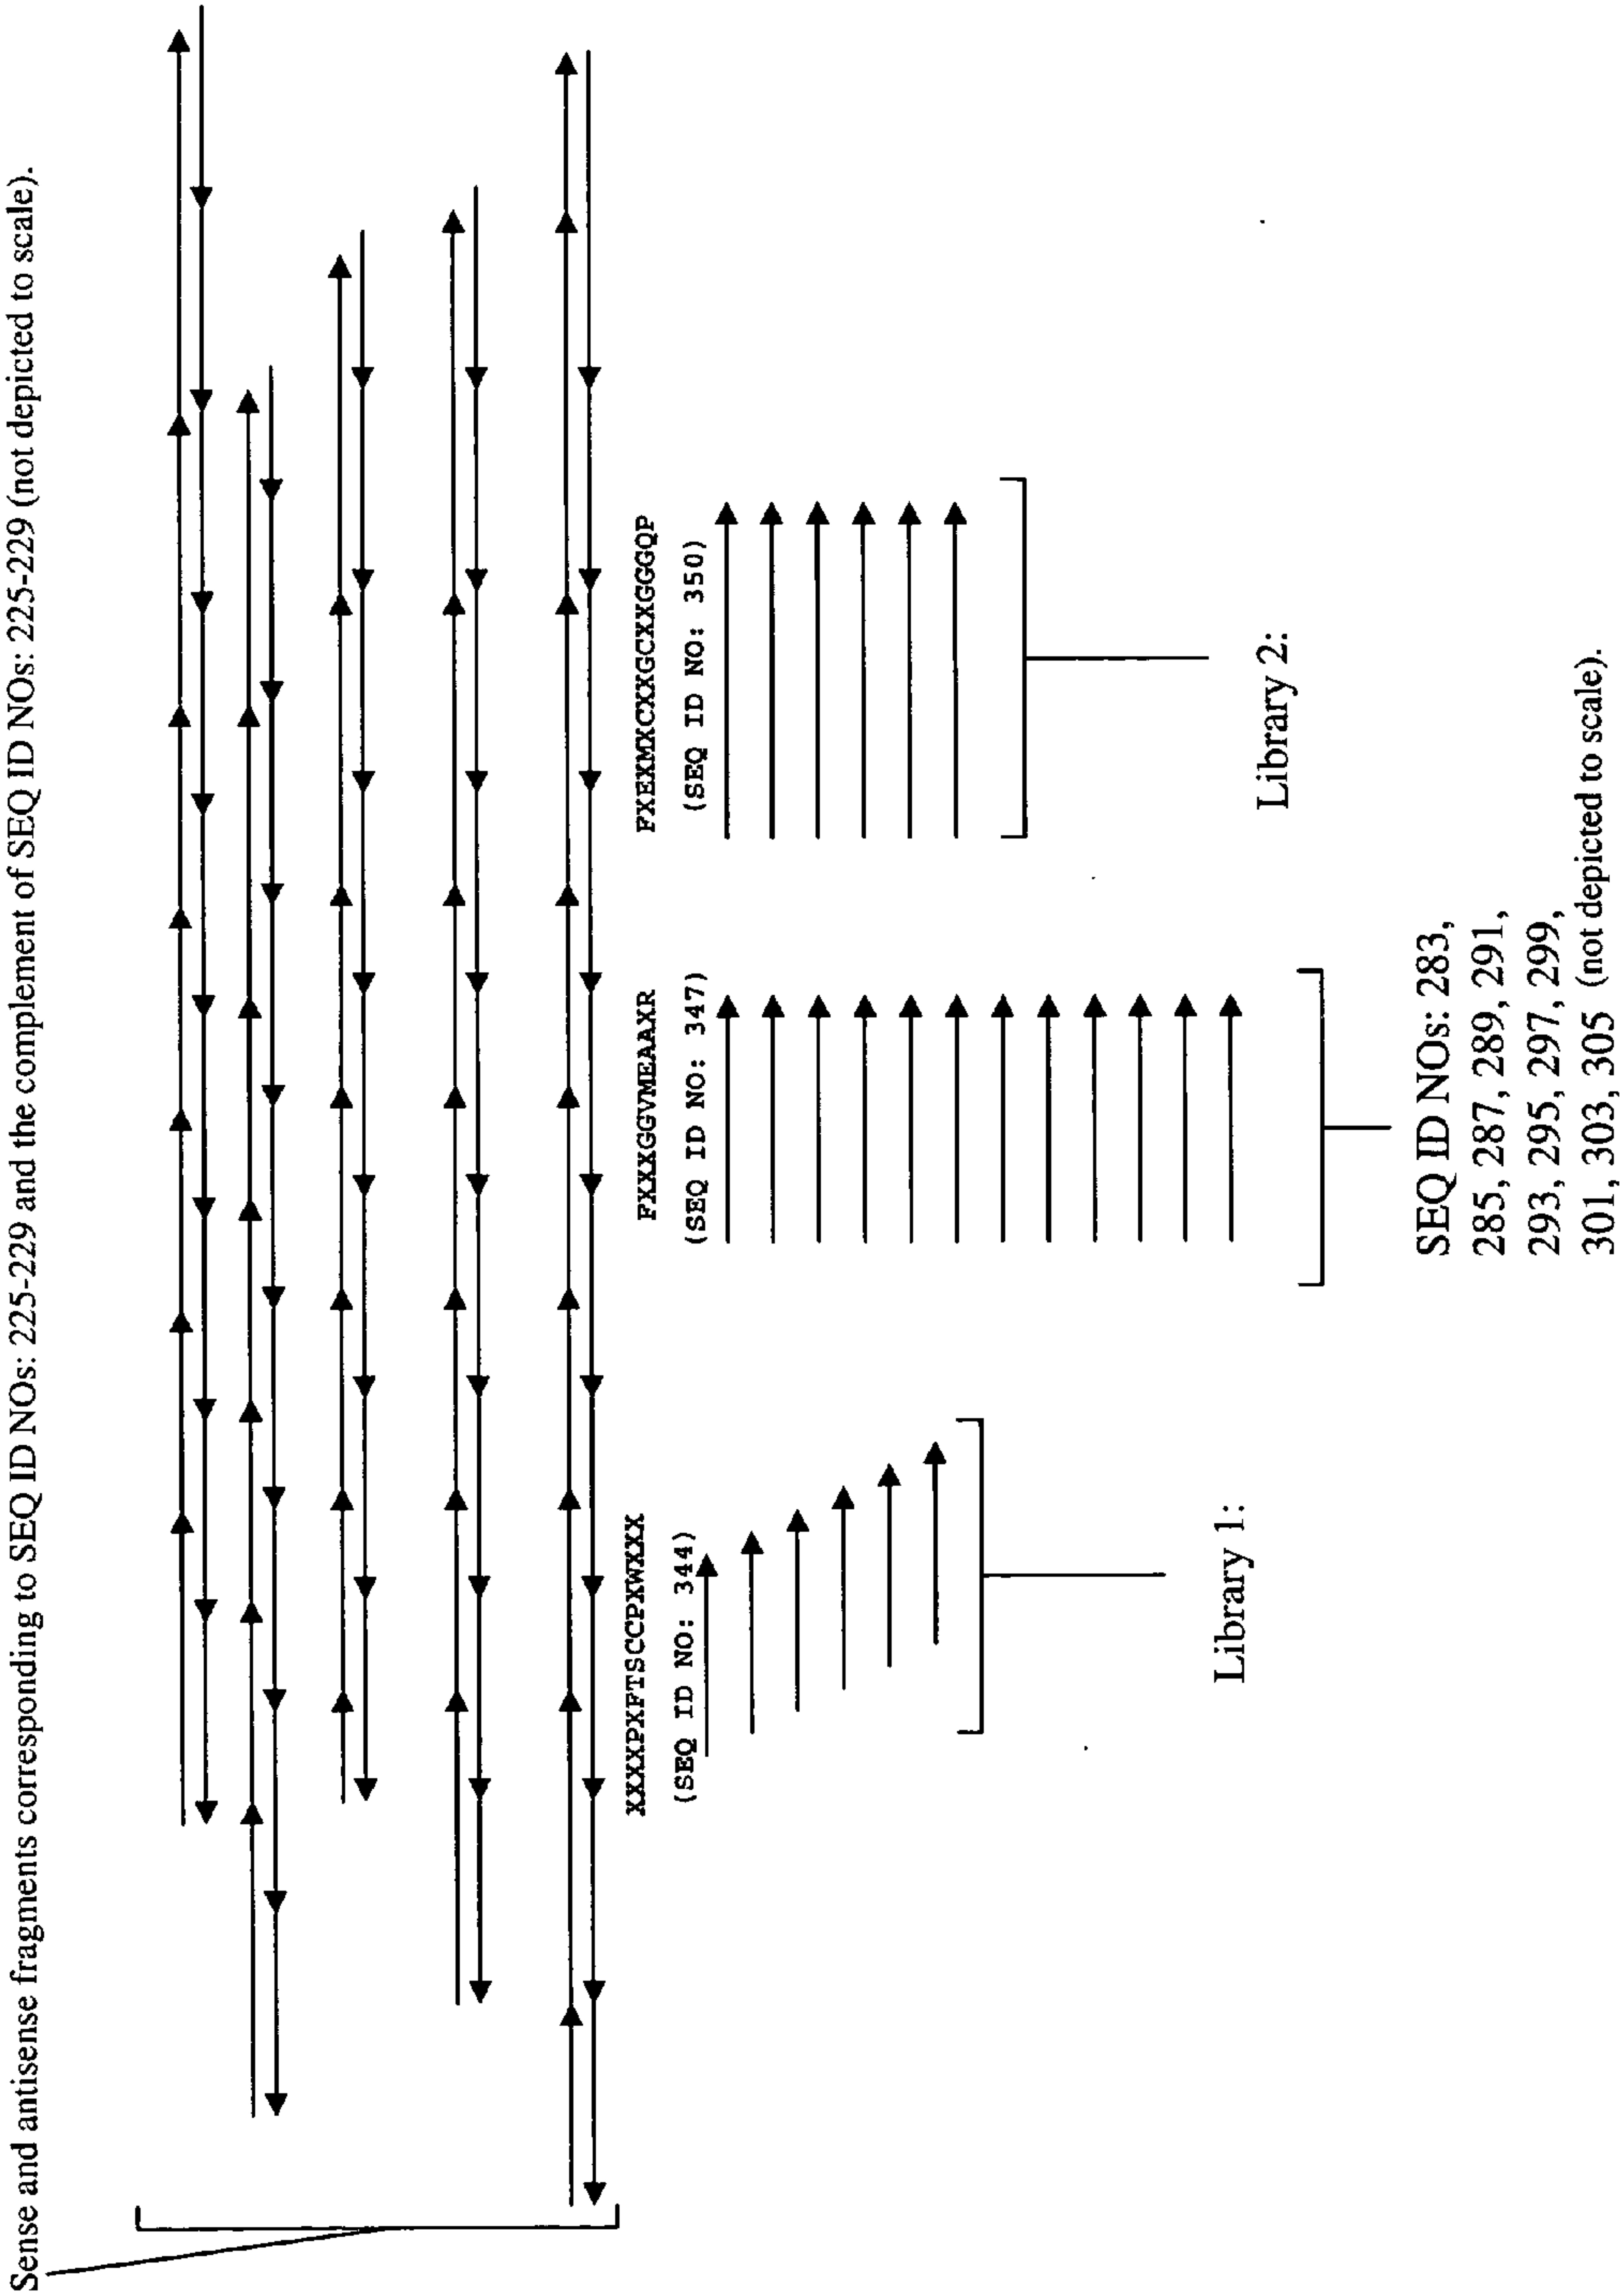 Sense and antisense fragments corresponding to SEQ ID NOs: 225-229 and the complement of SEQ ID NOs: 225-229 (not depicted to scale).
XXXXPXFTSCCPXWXXX
(SEQ ID NO: 344)
Library 1:
FXXXGGVMEAAXR
(SEQ ID NO: 347)
SEQ ID NOs: 283,
285, 287, 289, 291,
293, 295, 297, 299,
301, 303, 305 (not depicted to scale).
FXEXMXCXXGCXXGGGQP
(SEQ ID NO: 350)
Library 2: